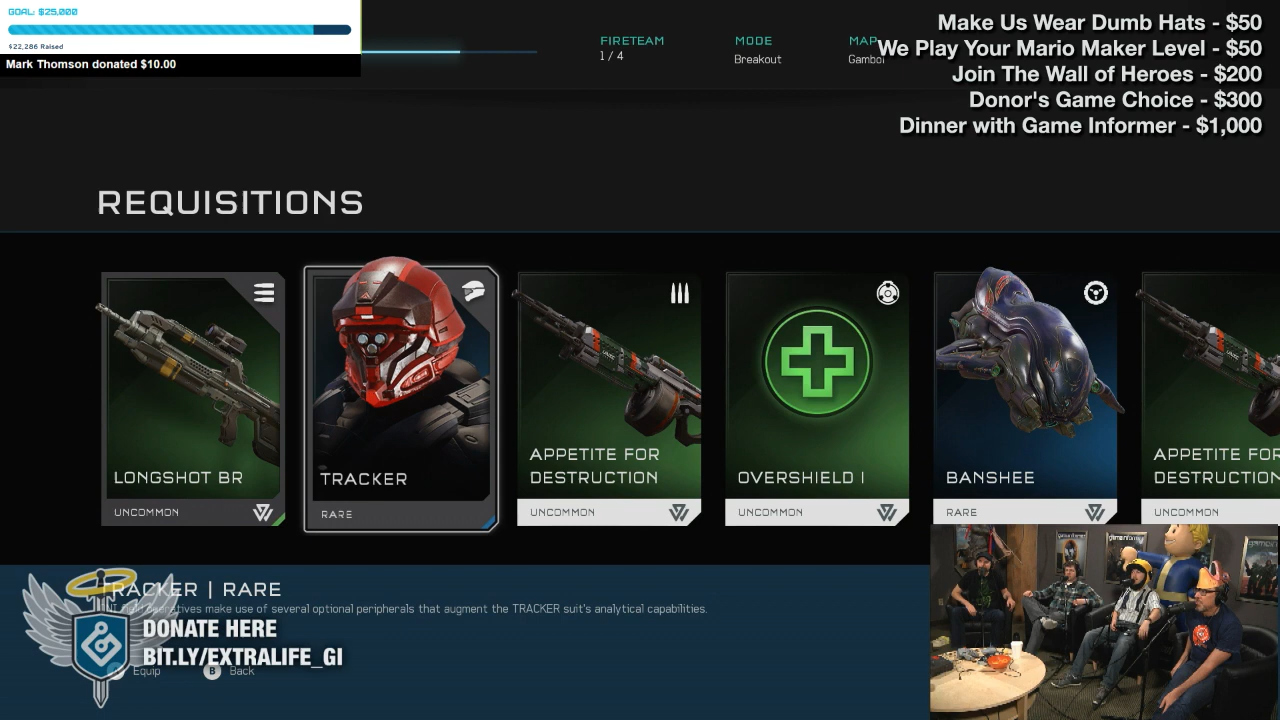 GOAL: $25,000
$22,286 Raised
Mark Thomson donated $10.00
FIRETEAM
1 / 4
MODE
Breakout
MAP
Make Us Wear Dumb Hats - $50
We Play Your Mario Maker Level - $50
Join The Wall of Heroes - $200
Donor's Game Choice - $300
Dinner with Game Informer - $1,000
REQUISITIONS
LONGSHOT BR
UNCOMMON
TRACKER
RARE
APPETITE FOR
DESTRUCTION
UNCOMMON
OVERSHIELD I
UNCOMMON
BANSHEE
RARE
APPETITE FOR
DESTRUCTION
UNCOMMON
TRACKER | RARE
make use of several optional peripherals that augment the TRACKER suit's analytical capabilities.
DONATE HERE
BIT.LY/EXTRALIFE_GI
Equip
B Back